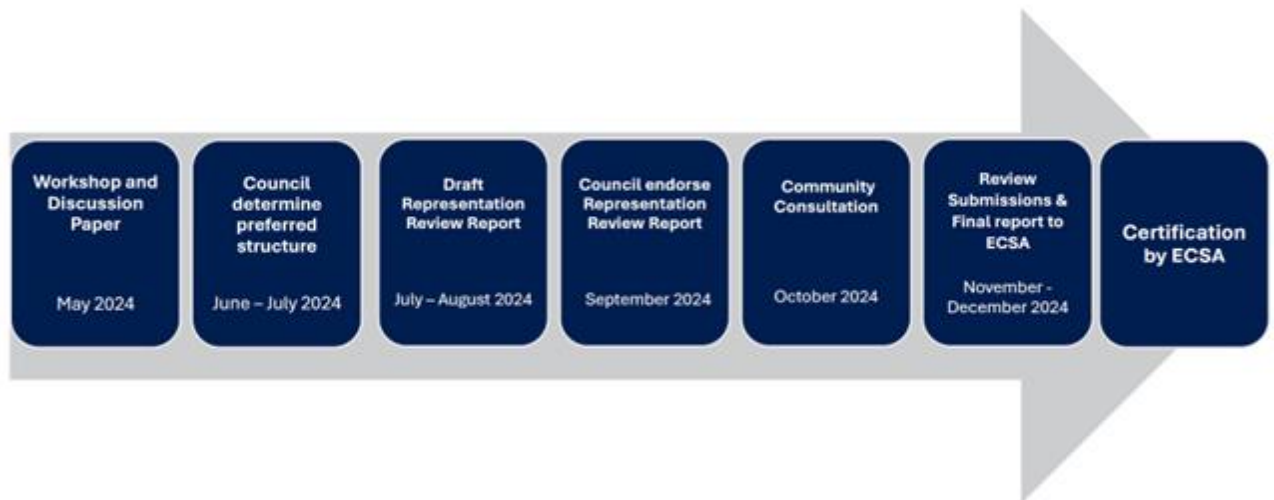 Workshop and
Discussion
Paper
May 2024
Council
determine
preferred
structure
June – July 2024
Draft
Representation
Review Report
July – August 2024
Council endorse
Representation
Review Report
September 2024
Community
Consultation
October 2024
Review
Submissions &
Final report to
ECSA
November -
December 2024
Certification
by ECSA